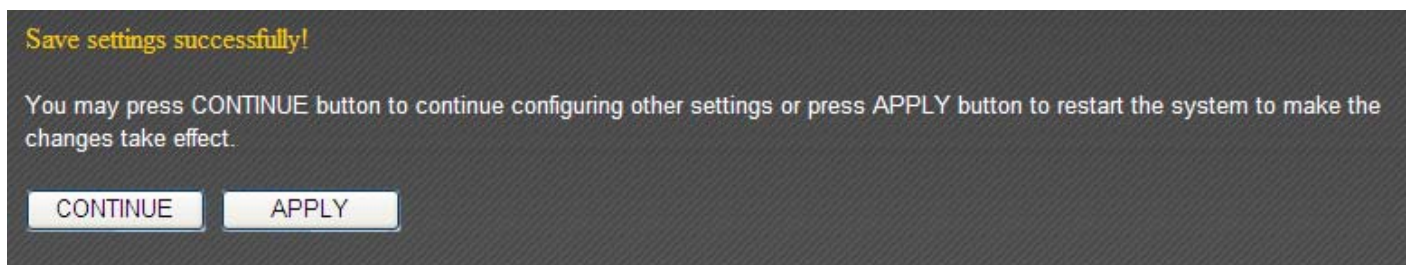 Save settings successfully!
You may press CONTINUE button to continue configuring other settings or press APPLY button to restart the system to make the
changes take effect.
CONTINUE APPLY